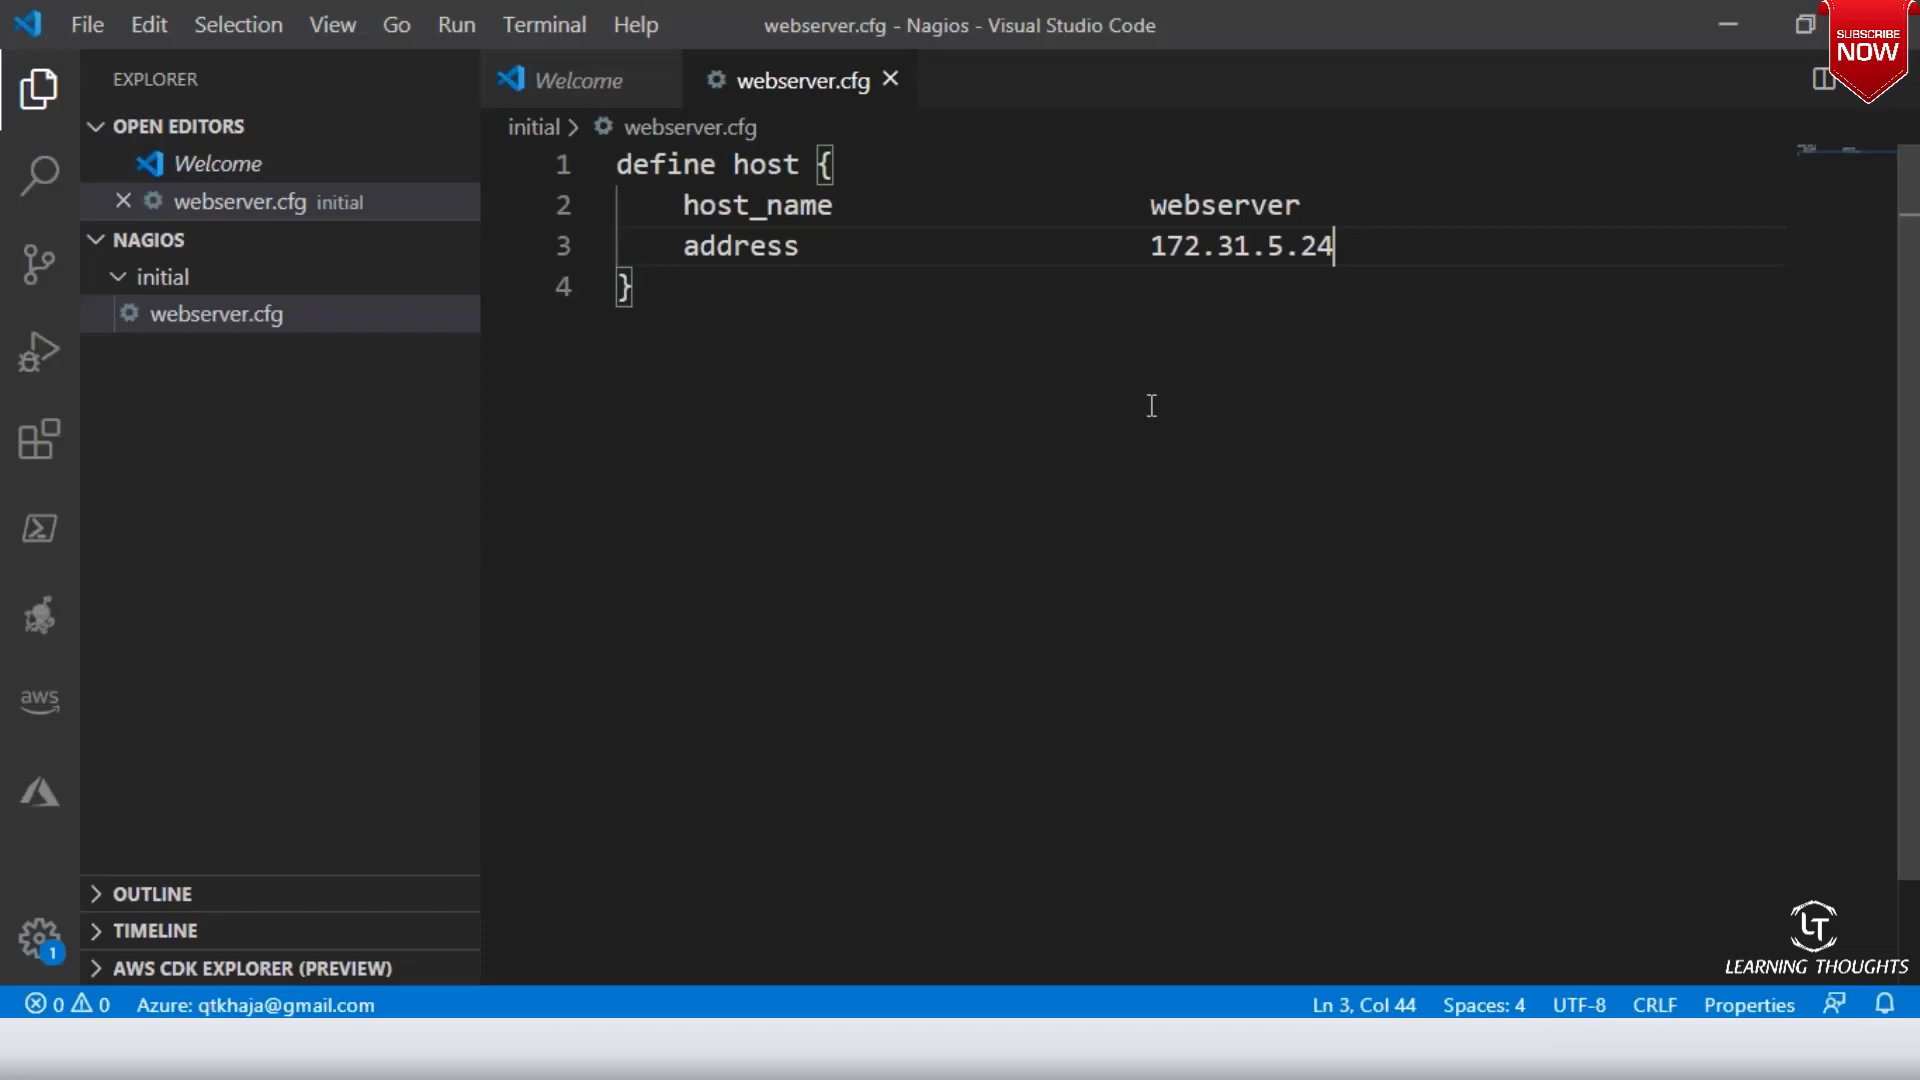 File Edit Selection View Go Run Terminal Help webserver.cfg - Nagios - Visual Studio Code
SUBSCRIBE
NOW
EXPLORER
OPEN EDITORS
Welcome
webserver.cfg initial
NAGIOS
initial
webserver.cfg
OUTLINE
TIMELINE
AWS CDK EXPLORER (PREVIEW)
aws
1
Welcome webserver.cfg
initial > webserver.cfg
1 define host {
2 host_name webserver
3 address 172.31.5.24
4 }
LT
LEARNING THOUGHTS
0 0 Azure: qtkhaja@gmail.com Ln 3, Col 44 Spaces: 4 UTF-8 CRLF Properties